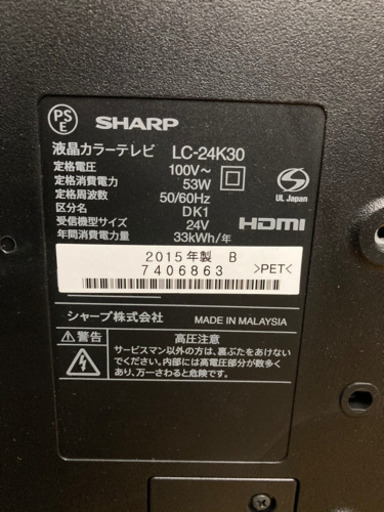 PS
E
SHARP
液晶カラーテレビ LC-24K30
定格電圧 100V~
定格消費電力 53W
定格周波数 50/60Hz
区分名 DK1
受信機型サイズ 24V
年間消費電力量 33kWh/年
UL Japan
HDMI
2015年製 B
7406863
>PET<
シャープ株式会社 MADE IN MALAYSIA
警告 高圧注意
サービスマン以外の方は、裏ぶたをあけない
でください。内部には高電圧部分が数多く
あり、万一さわると危険です。